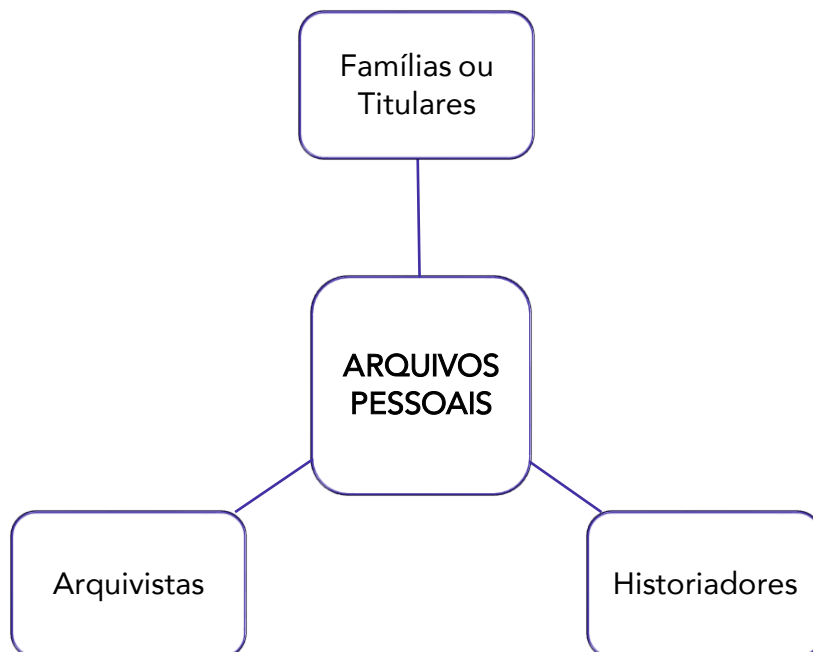 Famílias ou
Titulares
ARQUIVOS
PESSOAIS
Arquivistas
Historiadores